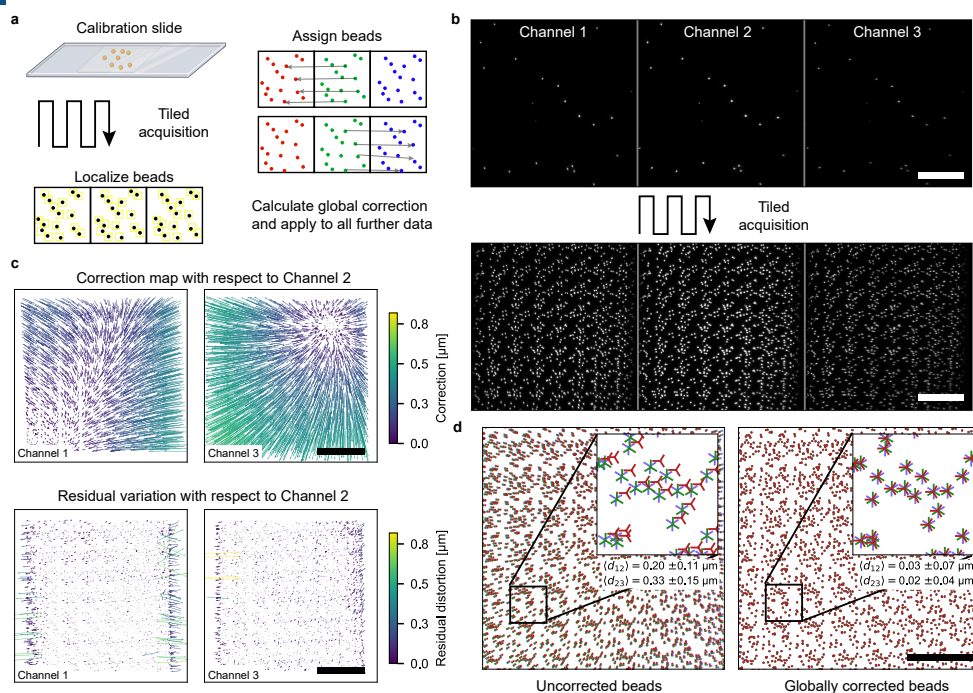 a
Calibration slide
Tiled
acquisition
Localize beads
Assign beads
Calculate global correction
and apply to all further data
b
Channel 1
Channel 2
Channel 3
Tiled
acquisition
c
Correction map with respect to Channel 2
Channel 1
Channel 3
0.8
0.6
0.3
0.0
Correction [µm]
Residual variation with respect to Channel 2
Channel 1
Channel 3
0.8
0.6
0.3
0.0
Residual distortion [µm]
d
⟨d₁₂⟩ = 0.20 ±0.11 µm
⟨d₂₃⟩ = 0.33 ±0.15 µm
Uncorrected beads
⟨d₁₂⟩ = 0.03 ±0.07 µm
⟨d₂₃⟩ = 0.02 ±0.04 µm
Globally corrected beads